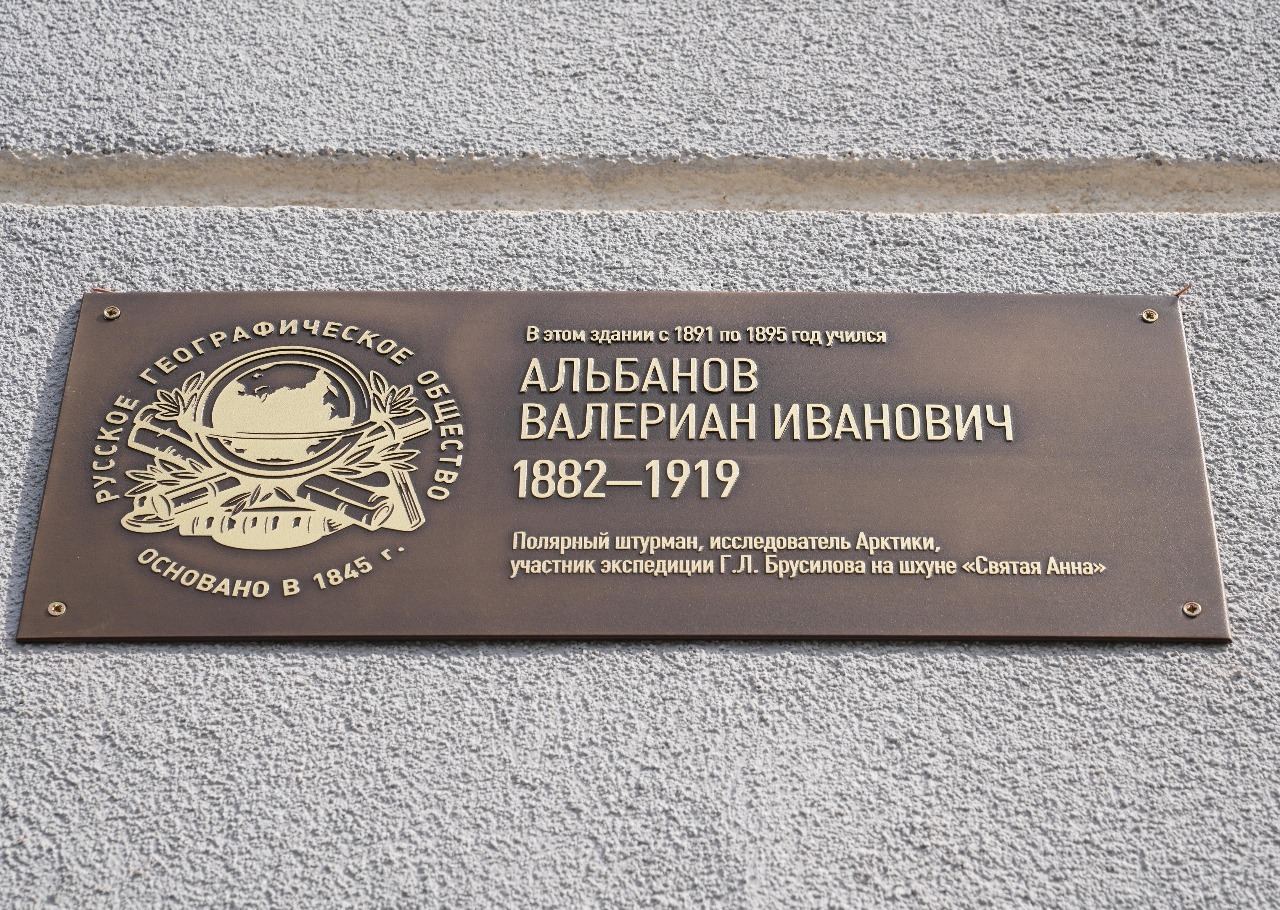 РУССКОЕ ГЕОГРАФИЧЕСКОЕ ОБЩЕСТВО
ОСНОВАНО В 1845 г.
В этом здании с 1891 по 1895 год учился
АЛЬБАНОВ
ВАЛЕРИАН ИВАНОВИЧ
1882—1919
Полярный штурман, исследователь Арктики,
участник экспедиции Г.Л. Брусилова на шхуне «Святая Анна»